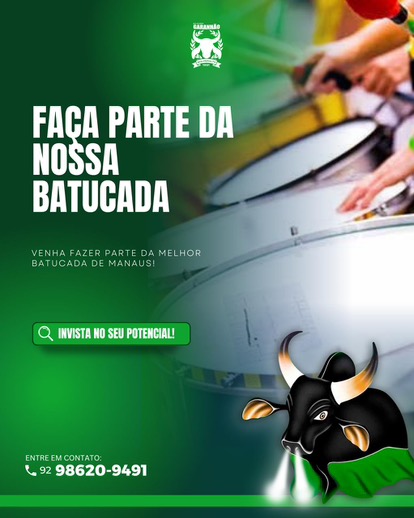 GARANHÃO
FAÇA PARTE DA
NOSSA
BATUCADA
VENHA FAZER PARTE DA MELHOR
BATUCADA DE MANAUS!
INVISTA NO SEU POTENCIAL!
ENTRE EM CONTATO:
92 98620-9491